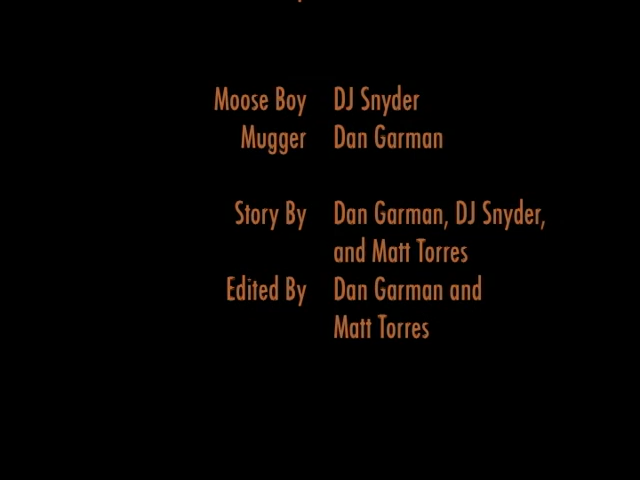 Moose Boy DJ Snyder
Mugger Dan Garman
Story By Dan Garman, DJ Snyder,
and Matt Torres
Edited By Dan Garman and
Matt Torres